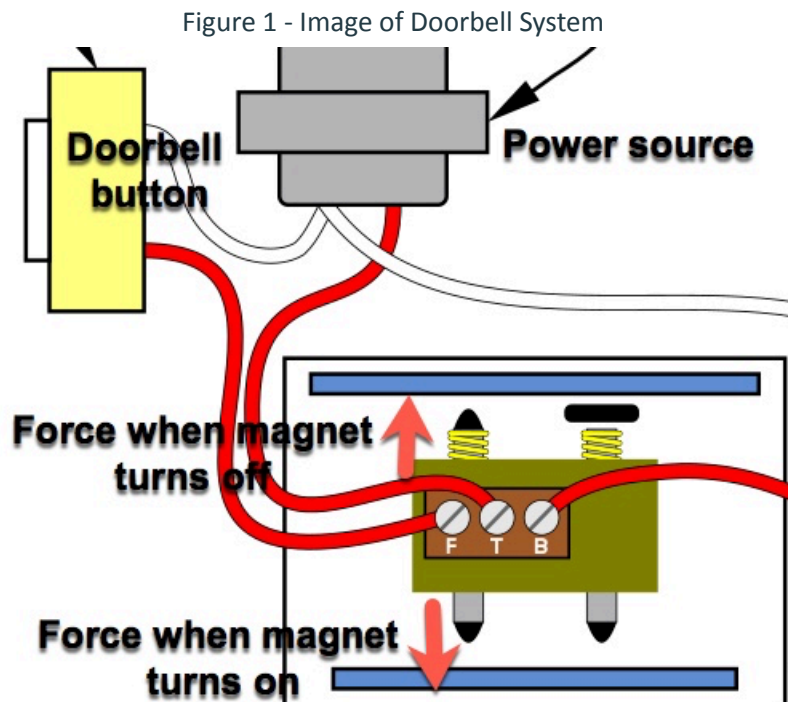 Figure 1 - Image of Doorbell System
Doorbell
button
Power source
Force when magnet
turns off
F T B
Force when magnet
turns on